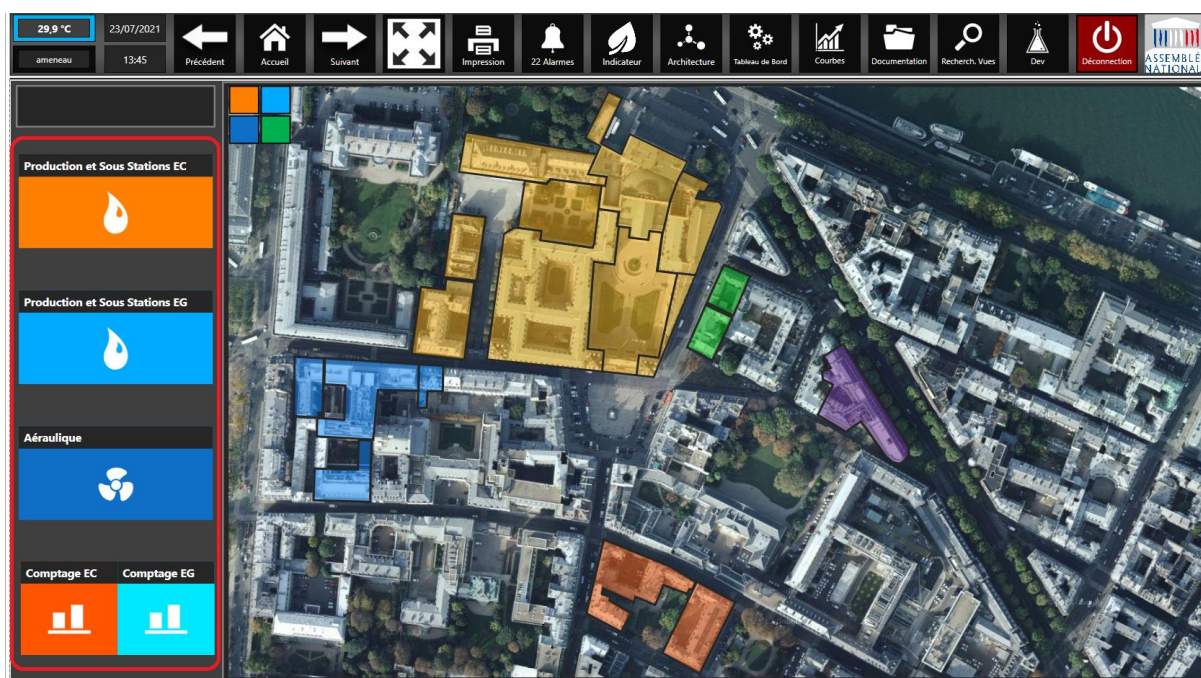 29,9 °C
23/07/2021
ameneau
13:45
Précédent
Accueil
Suivant
Impression
22 Alarmes
Indicateur
Architecture
Tableau de Bord
Courbes
Documentation
Recherch. Vues
Dev
Déconnection
ASSEMBLÉ
NATIONAL
Production et Sous Stations EC
Production et Sous Stations EG
Aéraulique
Comptage EC
Comptage EG